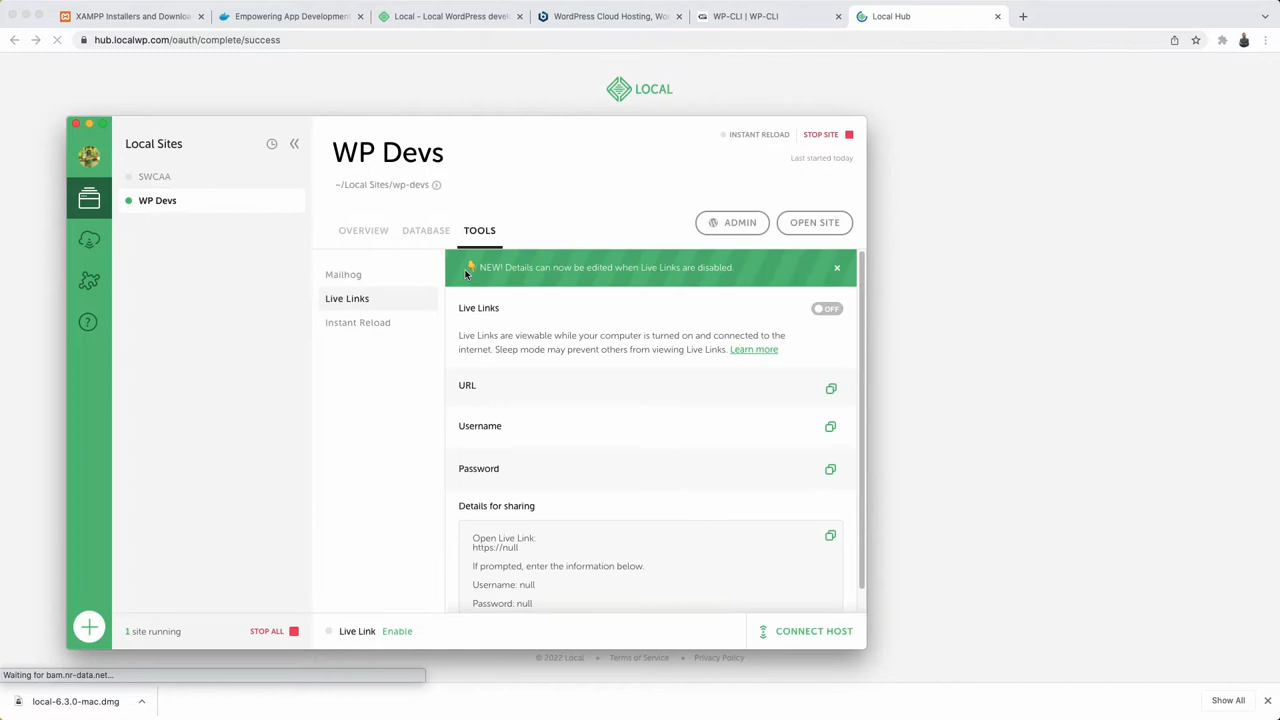 XAMPP Installers and Downloa
Empowering App Development
Local - Local WordPress devel
WordPress Cloud Hosting, Wo
WP-CLI | WP-CLI
Local Hub
hub.localwp.com/oauth/complete/success
LOCAL
Local Sites
SWCAA
WP Devs
WP Devs
~/Local Sites/wp-devs
INSTANT RELOAD
STOP SITE
Last started today
OVERVIEW
DATABASE
TOOLS
ADMIN
OPEN SITE
Mailhog
Live Links
Instant Reload
NEW! Details can now be edited when Live Links are disabled.
Live Links
OFF
Live Links are viewable while your computer is turned on and connected to the
internet. Sleep mode may prevent others from viewing Live Links. Learn more
URL
Username
Password
Details for sharing
Open Live Link:
https://null
If prompted, enter the information below.
Username: null
Password: null
1 site running
STOP ALL
Live Link Enable
CONNECT HOST
© 2022 Local • Terms of Service • Privacy Policy
Waiting for bam.nr-data.net...
local-6.3.0-mac.dmg
Show All